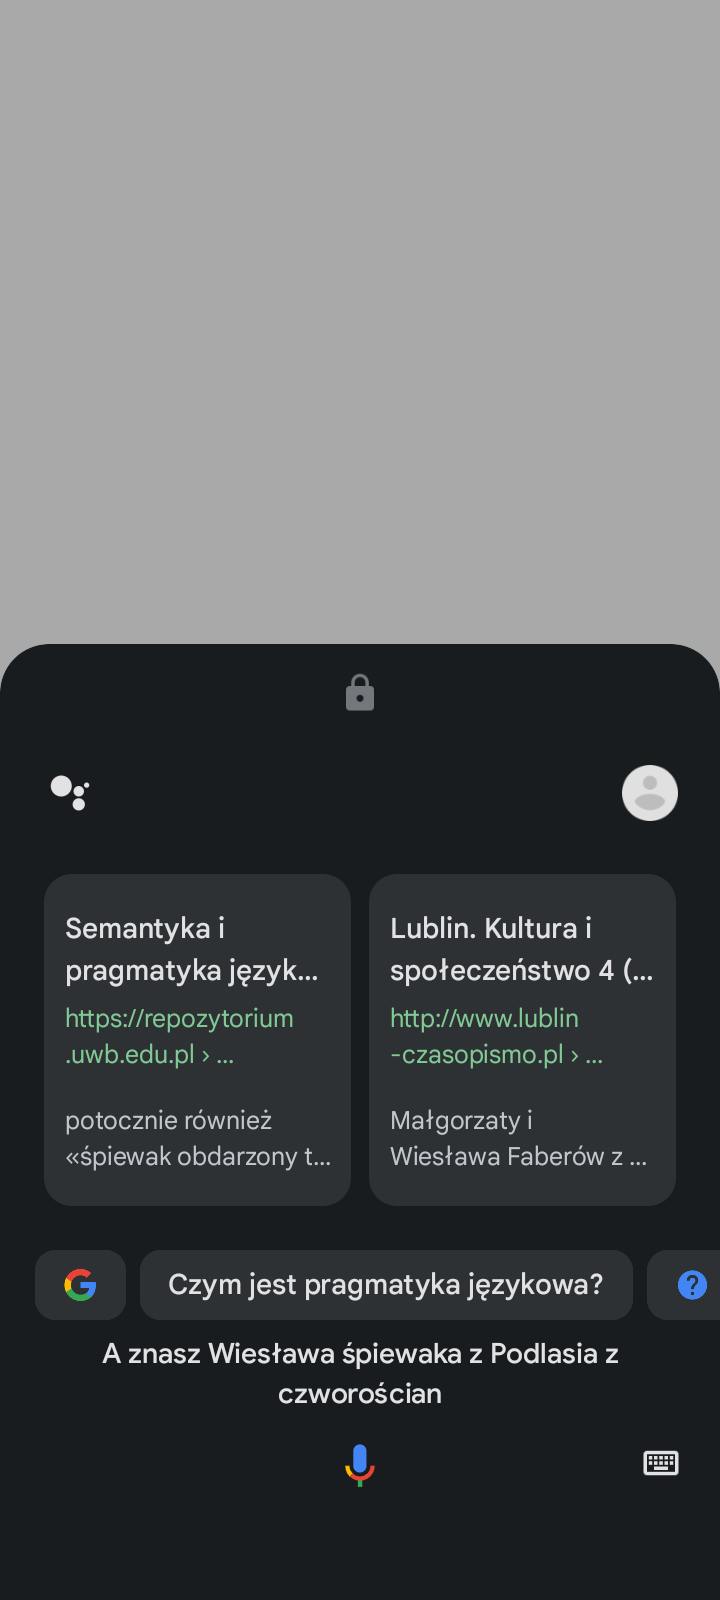 Semantyka i
pragmatyka język...
https://repozytorium
.uwb.edu.pl › ...
potocznie również
«śpiewak obdarzony t...
Lublin. Kultura i
społeczeństwo 4 (...
http://www.lublin
-czasopismo.pl › ...
Małgorzaty i
Wiesława Faberów z ...
Czym jest pragmatyka językowa?
A znasz Wiesława śpiewaka z Podlasia z
czworościan